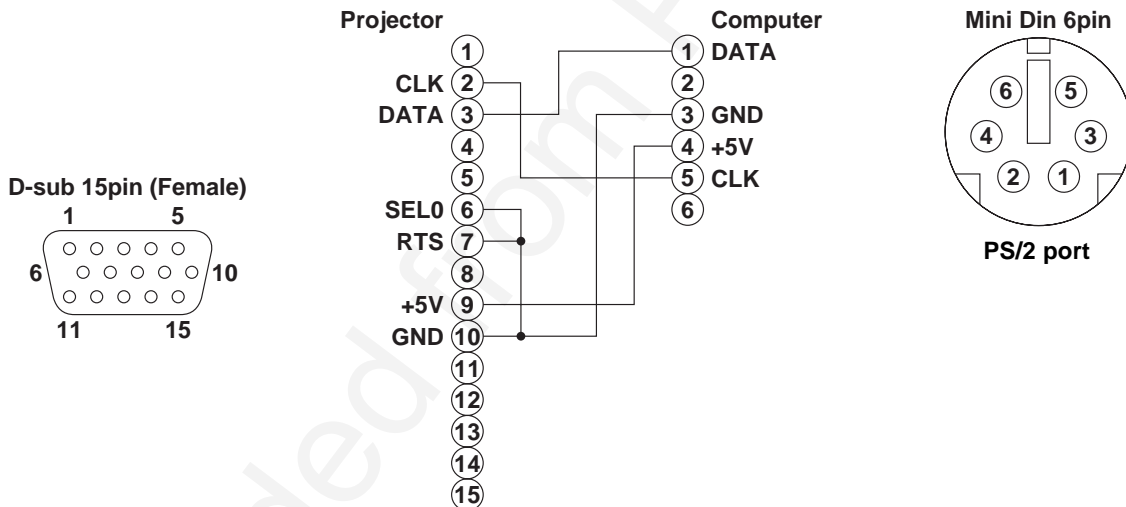 Projector
Computer
Mini Din 6pin
1
CLK 2
DATA 3
4
5
SEL0 6
RTS 7
8
+5V 9
GND 10
11
12
13
14
15
1 DATA
2
3 GND
4 +5V
5 CLK
6
6 5
4 3
2 1
PS/2 port
D-sub 15pin (Female)
1 5
6 10
11 15
ded from